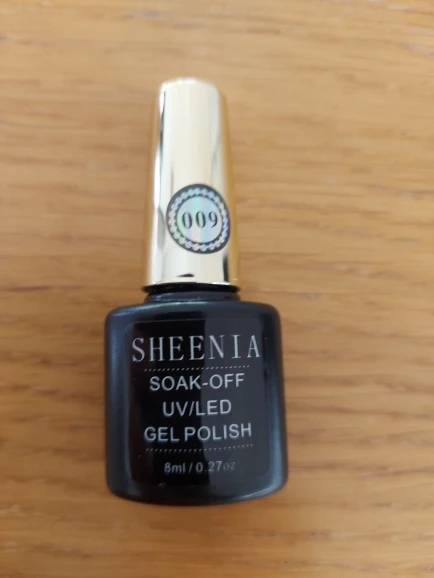 009
SHEENIA
SOAK-OFF
UV/LED
GEL POLISH
8ml / 0.27oz